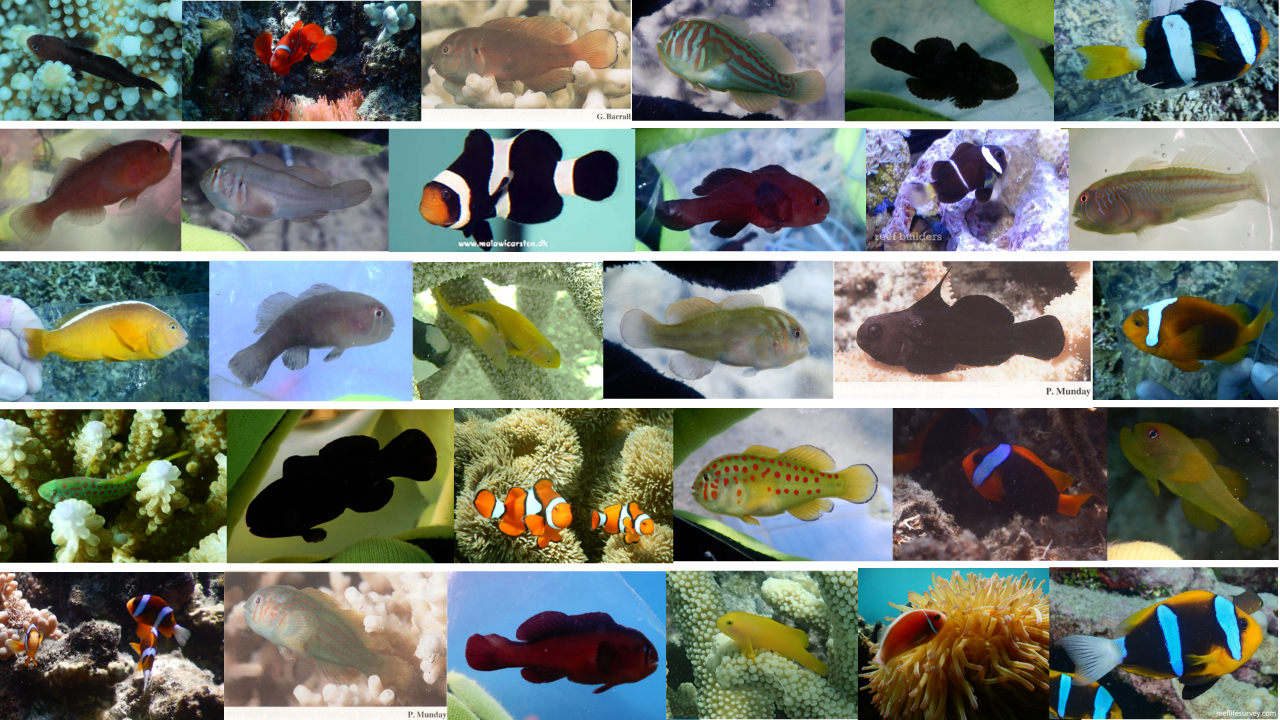 G. Barrall
www.malawicarsten.dk
reef builders
P. Munday
P. Munday
reeflifesurvey.com